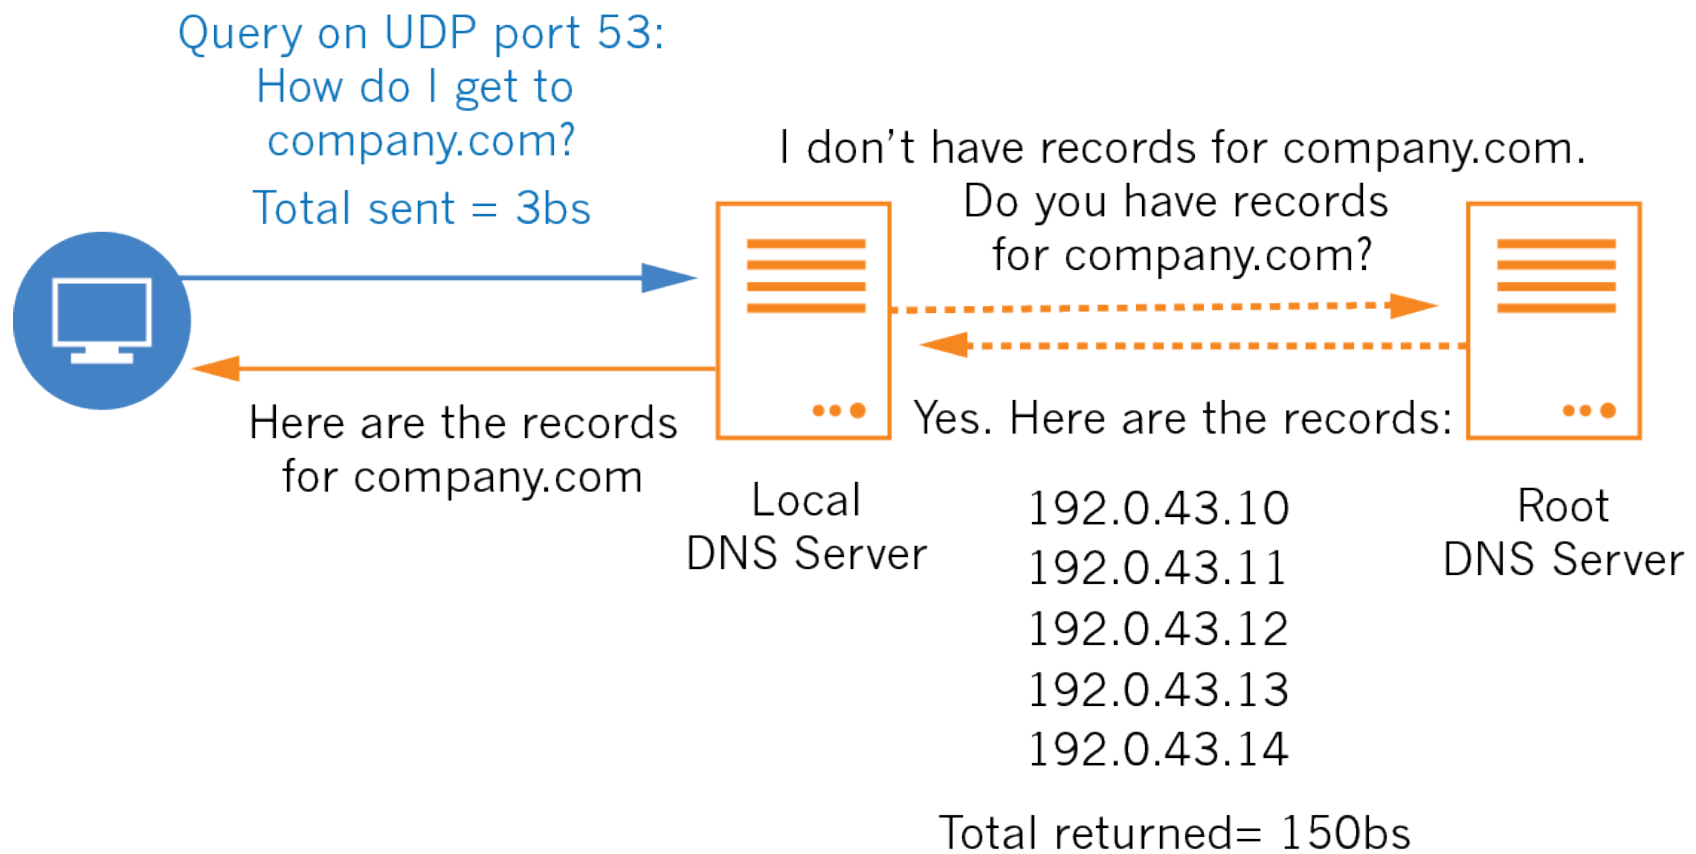 Query on UDP port 53:
How do I get to
company.com?
Total sent = 3bs
I don't have records for company.com.
Do you have records
for company.com?
Here are the records
for company.com
Yes. Here are the records:
Local
DNS Server
192.0.43.10
192.0.43.11
192.0.43.12
192.0.43.13
192.0.43.14
Total returned= 150bs
Root
DNS Server